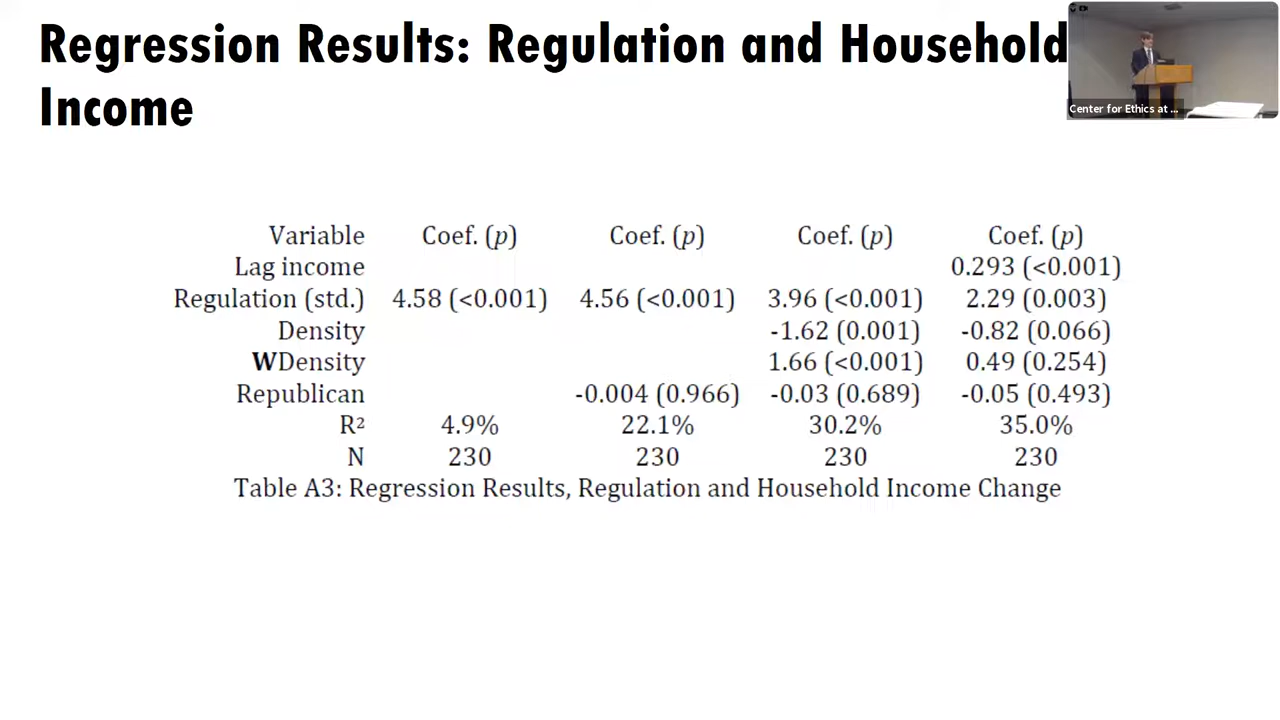 Regression Results: Regulation and Household
Income
Center for Ethics at ...
Variable Coef. (p) Coef. (p) Coef. (p) Coef. (p)
Lag income 0.293 (<0.001)
Regulation (std.) 4.58 (<0.001) 4.56 (<0.001) 3.96 (<0.001) 2.29 (0.003)
Density -1.62 (0.001) -0.82 (0.066)
WDensity 1.66 (<0.001) 0.49 (0.254)
Republican -0.004 (0.966) -0.03 (0.689) -0.05 (0.493)
R² 4.9% 22.1% 30.2% 35.0%
N 230 230 230 230
Table A3: Regression Results, Regulation and Household Income Change